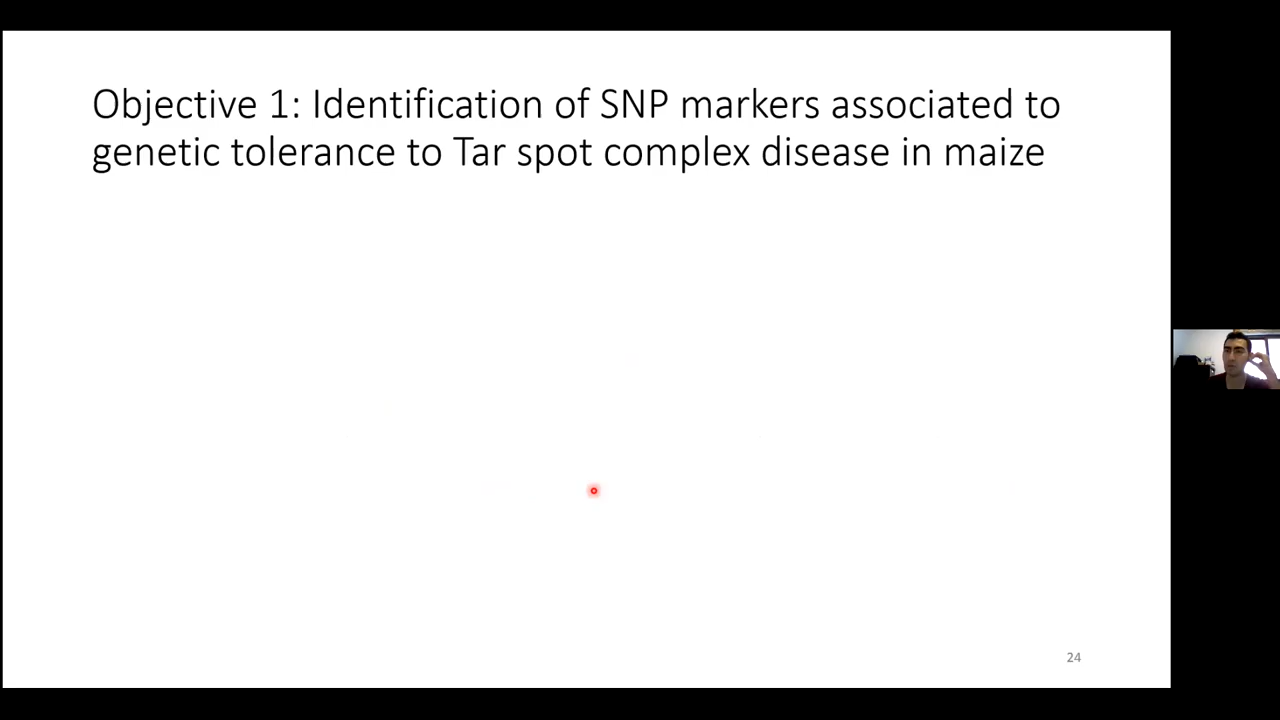 Objective 1: Identification of SNP markers associated to
genetic tolerance to Tar spot complex disease in maize
24